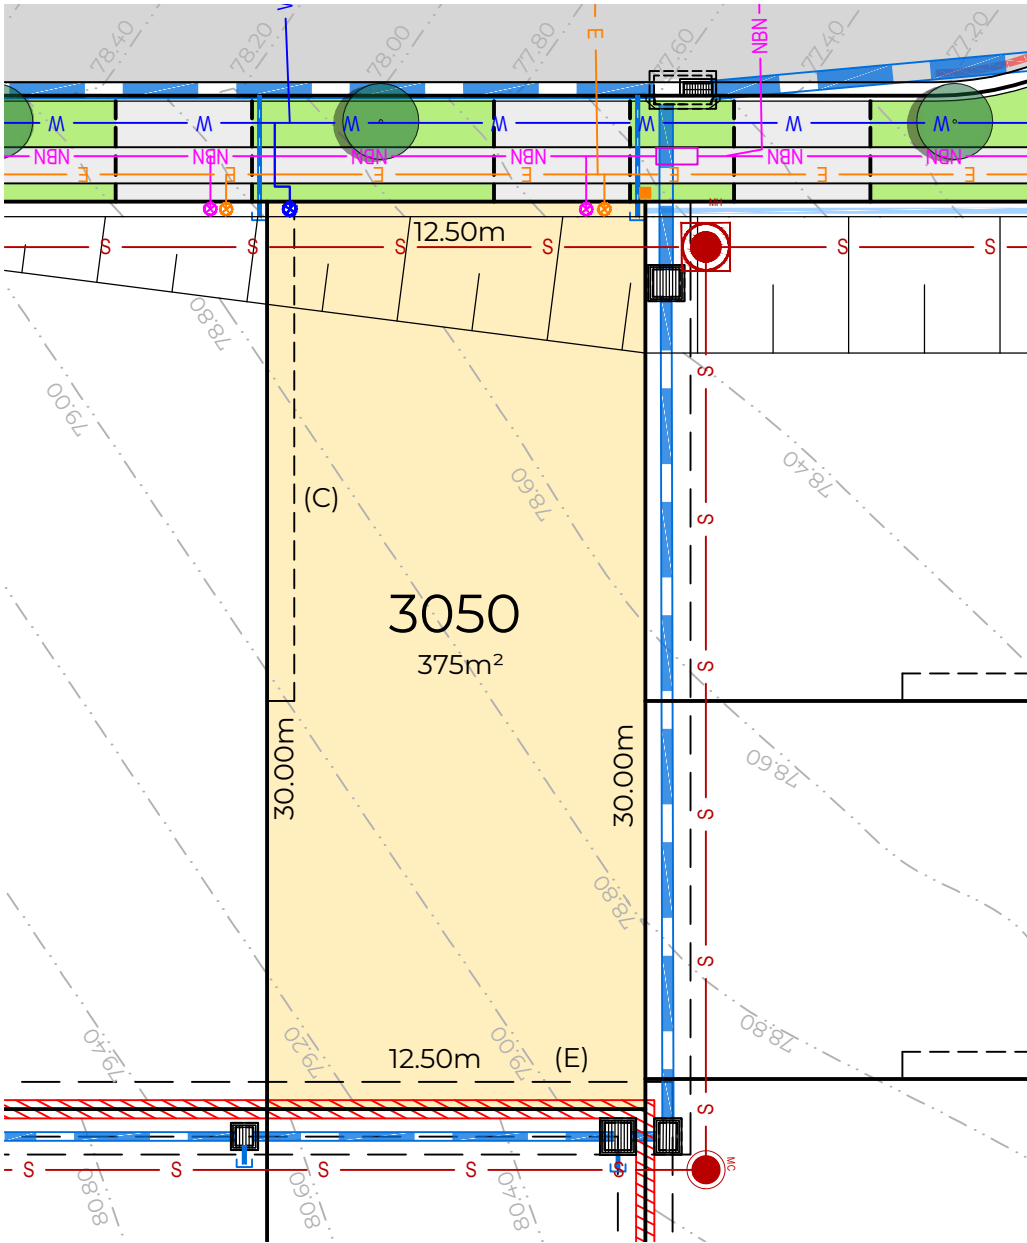 78.40
78.20
78.00
77.80
77.60
77.40
77.20
W
E
NBN
W
W
W
W
W
W
NBN
NBN
NBN
NBN
NBN
NBN
E
E
E
E
E
E
E
12.50m
MH
S
S
S
S
S
S
78.80
79.00
S
78.40
78.60
(C)
S
3050
375m²
S
30.00m
30.00m
78.60
S
78.80
S
79.40
79.20
79.00
78.80
12.50m
(E)
S
S
S
S
S
S
MC
80.80
80.60
80.40